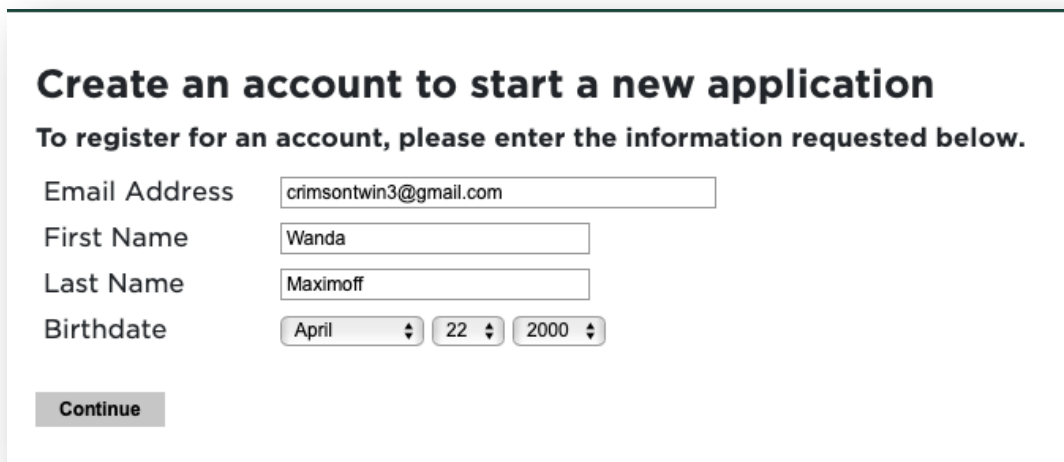 Create an account to start a new application
To register for an account, please enter the information requested below.
Email Address crimsontwin3@gmail.com
First Name Wanda
Last Name Maximoff
Birthdate April 22 2000
Continue